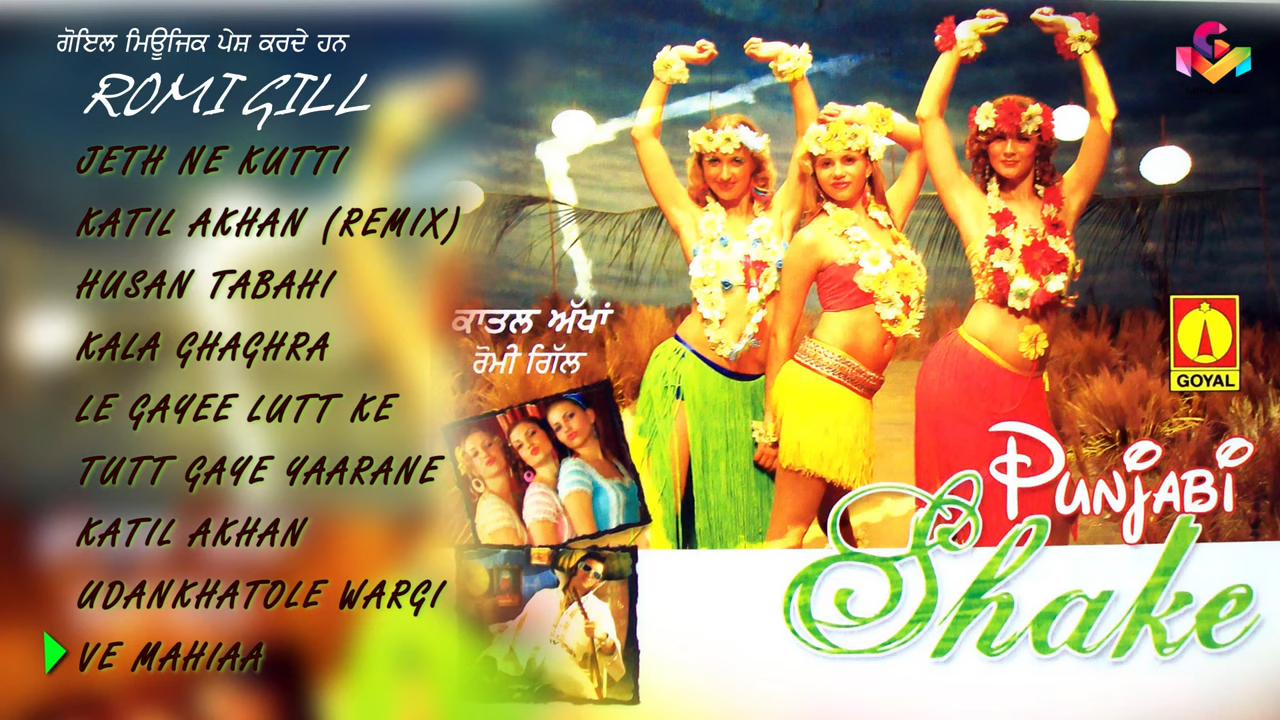 ਗੋਇਲ ਮਿਊਜਿਕ ਪੇਸ਼ ਕਰਦੇ ਹਨ
ROMI GILL
JETH NE KUTTI
KATIL AKHAN (REMIX)
HUSAN TABAHI
KALA GHAGHRA
LE GAYEE LUTT KE
TUTT GAYE YAARANE
KATIL AKHAN
UDANKHATOLE WARGI
VE MAHIAA
ਕਾਤਲ ਅੱਖਾਂ
ਰੋਮੀ ਗਿੱਲ
GOYAL
PUNJABI
Shake